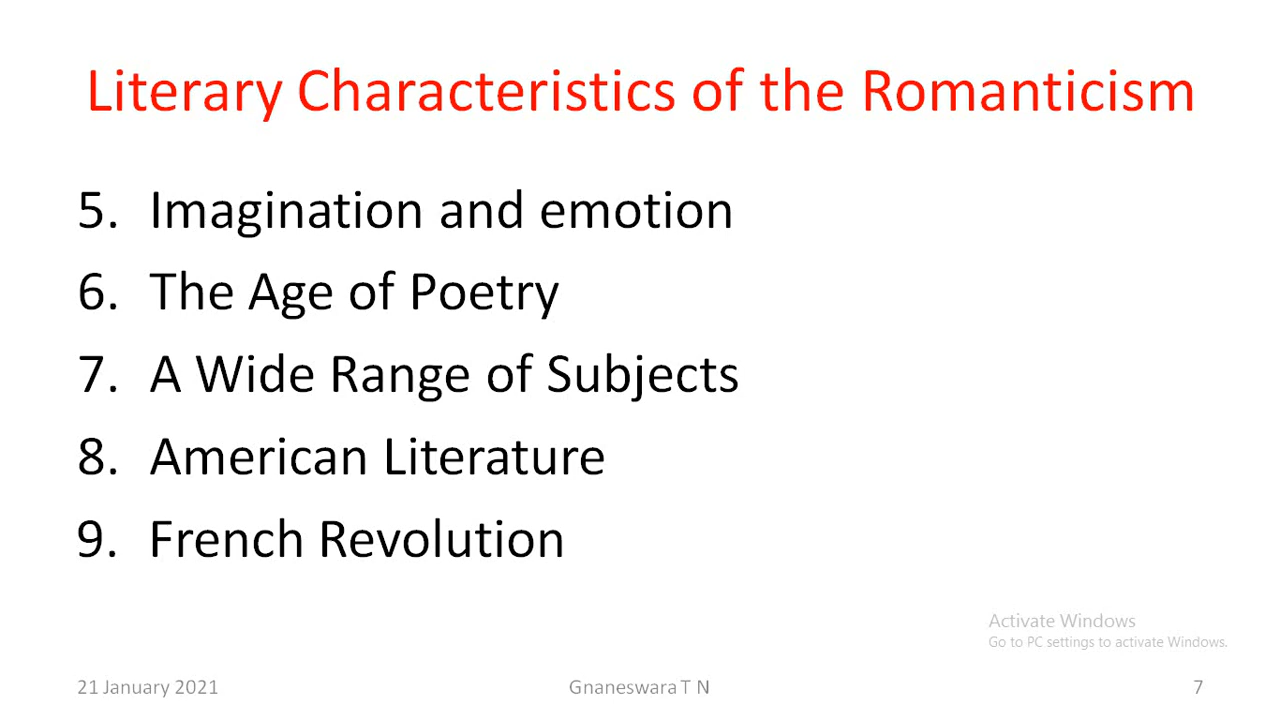 Literary Characteristics of the Romanticism
5. Imagination and emotion
6. The Age of Poetry
7. A Wide Range of Subjects
8. American Literature
9. French Revolution
Activate Windows
Go to PC settings to activate Windows.
21 January 2021
Gnaneswara T N
7